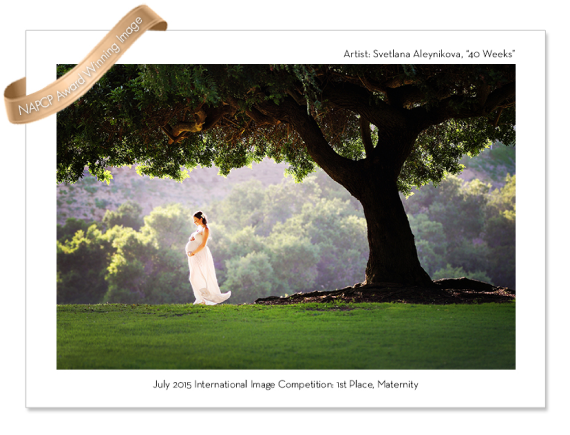 NAPCP Award Winning Image
Artist: Svetlana Aleynikova, "40 Weeks"
July 2015 International Image Competition: 1st Place, Maternity